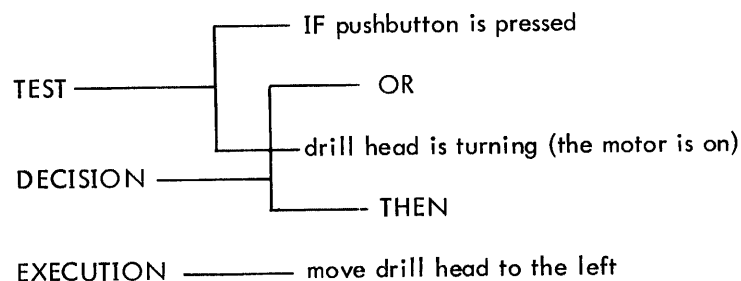 IF pushbutton is pressed
TEST
OR
drill head is turning (the motor is on)
DECISION
THEN
EXECUTION
move drill head to the left